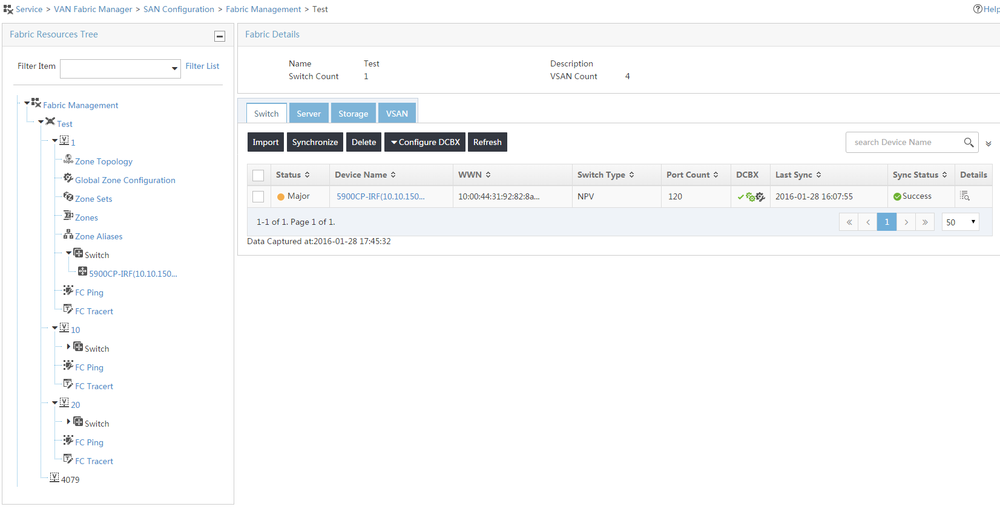 Service > VAN Fabric Manager > SAN Configuration > Fabric Management > Test
Help
Fabric Resources Tree
Filter Item
Filter List
Fabric Management
Test
1
Zone Topology
Global Zone Configuration
Zone Sets
Zones
Zone Aliases
Switch
5900CP-IRF(10.10.150...
FC Ping
FC Tracert
10
Switch
FC Ping
FC Tracert
20
Switch
FC Ping
FC Tracert
4079
Fabric Details
Name Test Description
Switch Count 1 VSAN Count 4
Switch Server Storage VSAN
Import Synchronize Delete Configure DCBX Refresh
search Device Name
Status Device Name WWN Switch Type Port Count DCBX Last Sync Sync Status Details
Major 5900CP-IRF(10.10.150... 10:00:44:31:92:82:8a... NPV 120 2016-01-28 16:07:55 Success
1-1 of 1. Page 1 of 1.
« ‹ 1 › » 50
Data Captured at:2016-01-28 17:45:32